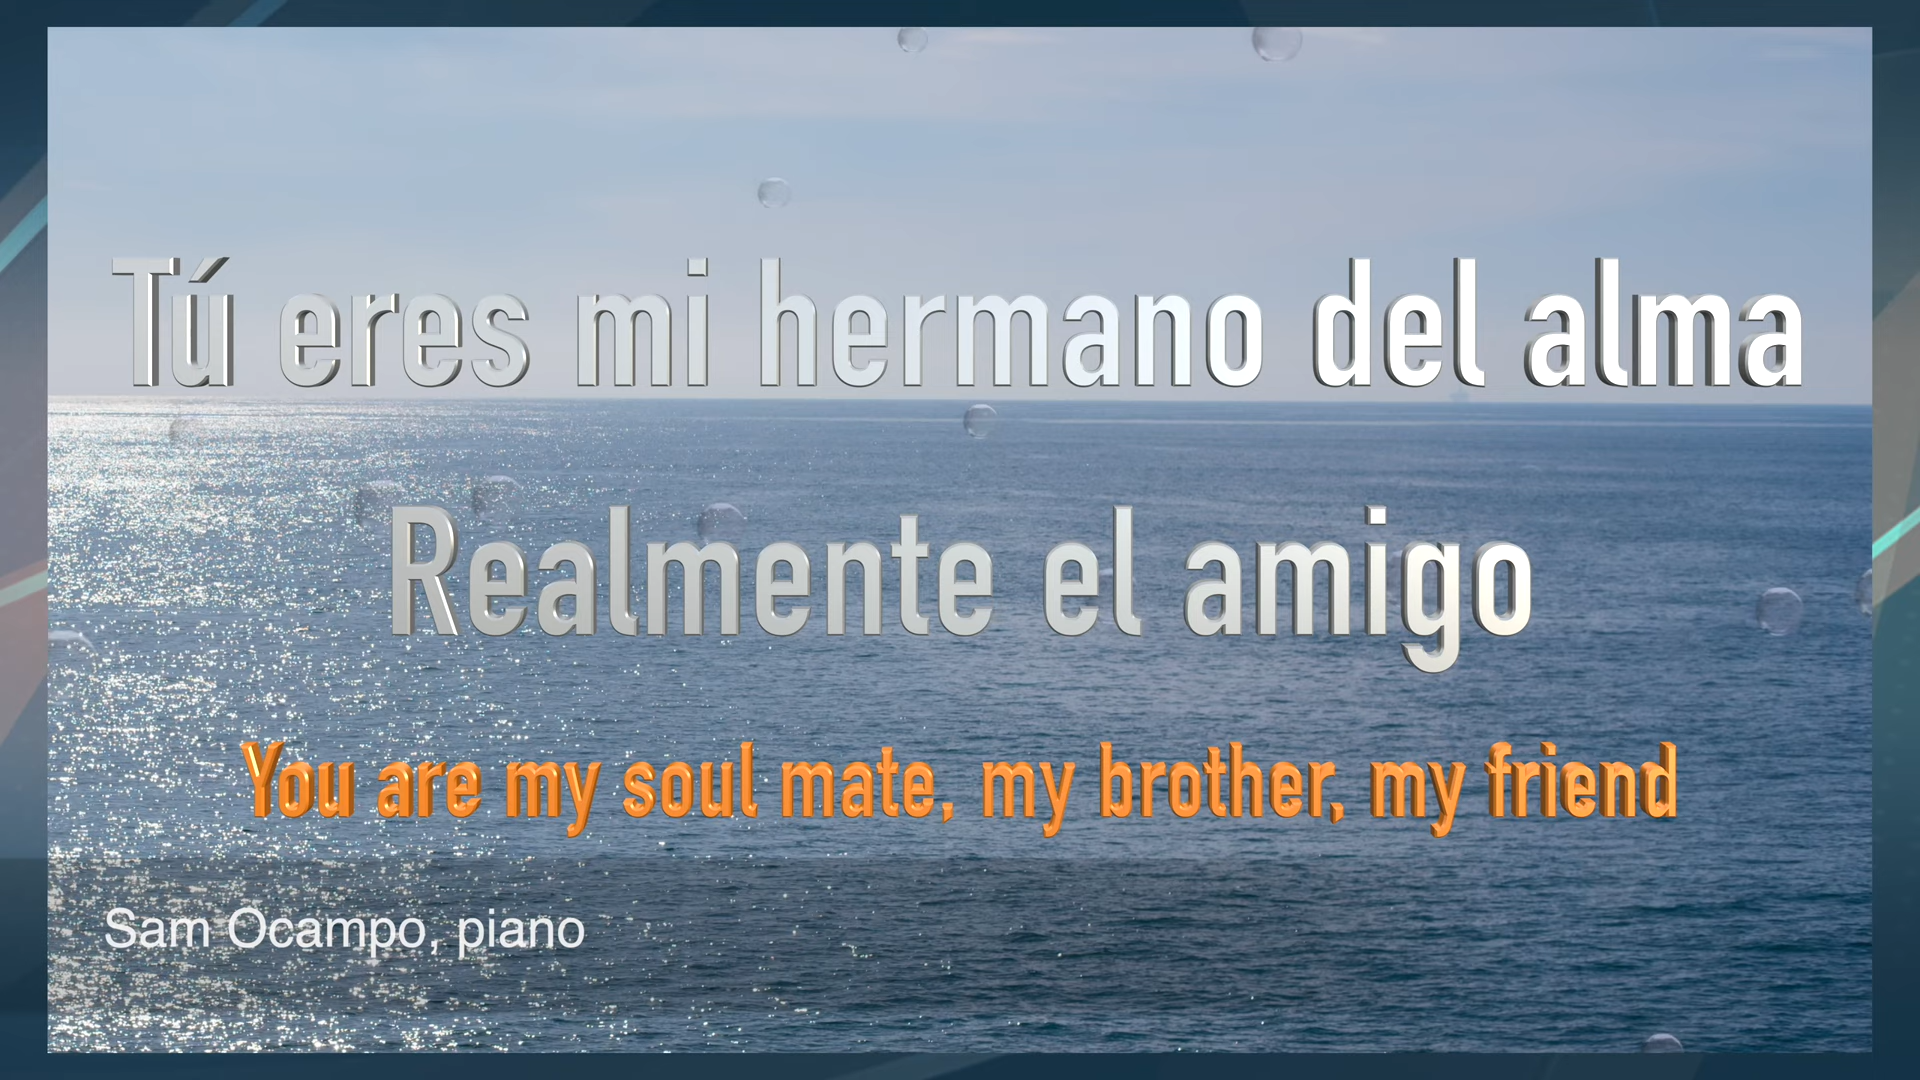 Tú eres mi hermano del alma
Realmente el amigo
You are my soul mate, my brother, my friend
Sam Ocampo, piano